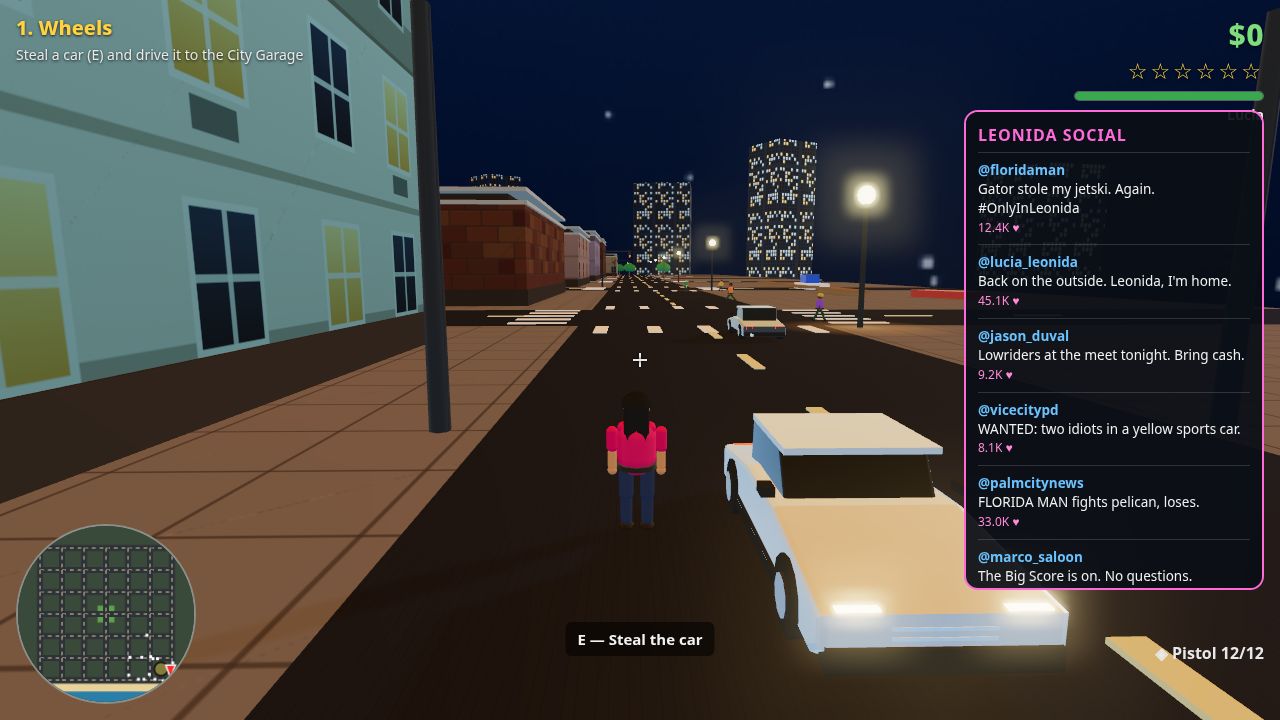 1. Wheels
Steal a car (E) and drive it to the City Garage
$0
☆☆☆☆☆☆
LEONIDA SOCIAL
@floridaman
Gator stole my jetski. Again.
#OnlyInLeonida
12.4K ♥
@lucia_leonida
Back on the outside. Leonida, I'm home.
45.1K ♥
@jason_duval
Lowriders at the meet tonight. Bring cash.
9.2K ♥
@vicecitypd
WANTED: two idiots in a yellow sports car.
8.1K ♥
@palmcitynews
FLORIDA MAN fights pelican, loses.
33.0K ♥
@marco_saloon
The Big Score is on. No questions.
E — Steal the car
◆ Pistol 12/12